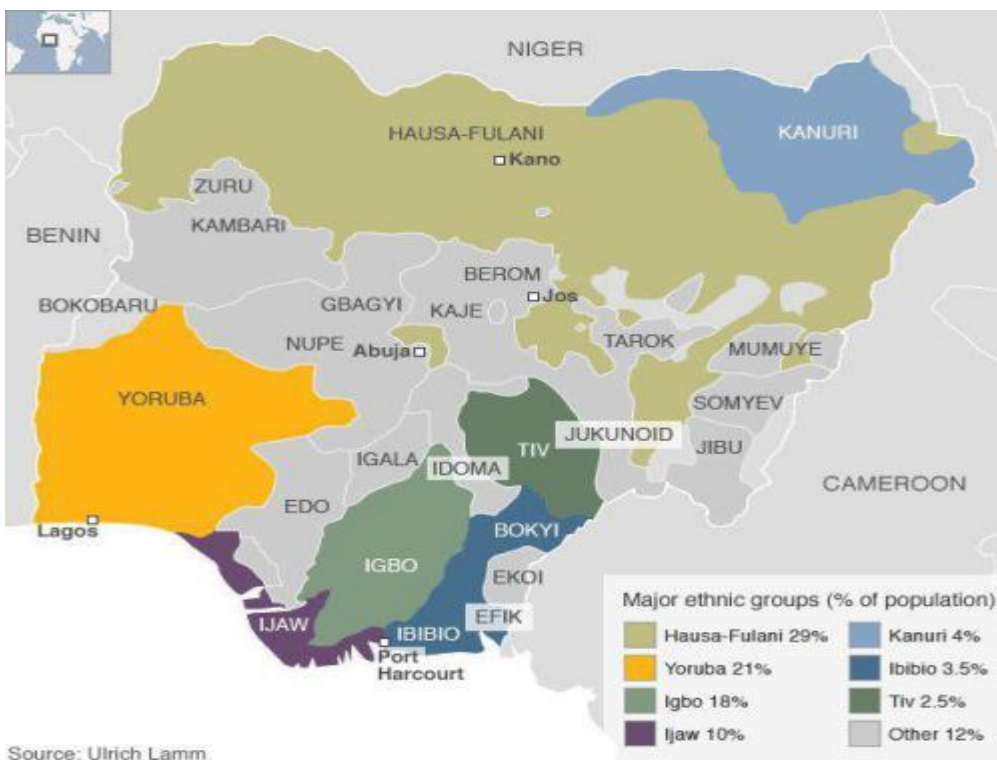 NIGER
HAUSA-FULANI
KANURI
Kano
ZURU
KAMBARI
BENIN
BEROM
BOKOBARU
GBAGYI
KAJE
Jos
NUPE
Abuja
TAROK
MUMUYE
YORUBA
SOMYEV
JUKUNOID
TIV
JIBU
IGALA
IDOMA
CAMEROON
EDO
Lagos
BOKYI
IGBO
EKOI
EFIK
IJAW
IBIBIO
Port
Harcourt
Major ethnic groups (% of population)
Hausa-Fulani 29%
Yoruba 21%
Igbo 18%
Ijaw 10%
Kanuri 4%
Ibibio 3.5%
Tiv 2.5%
Other 12%
Source: Ulrich Lamm